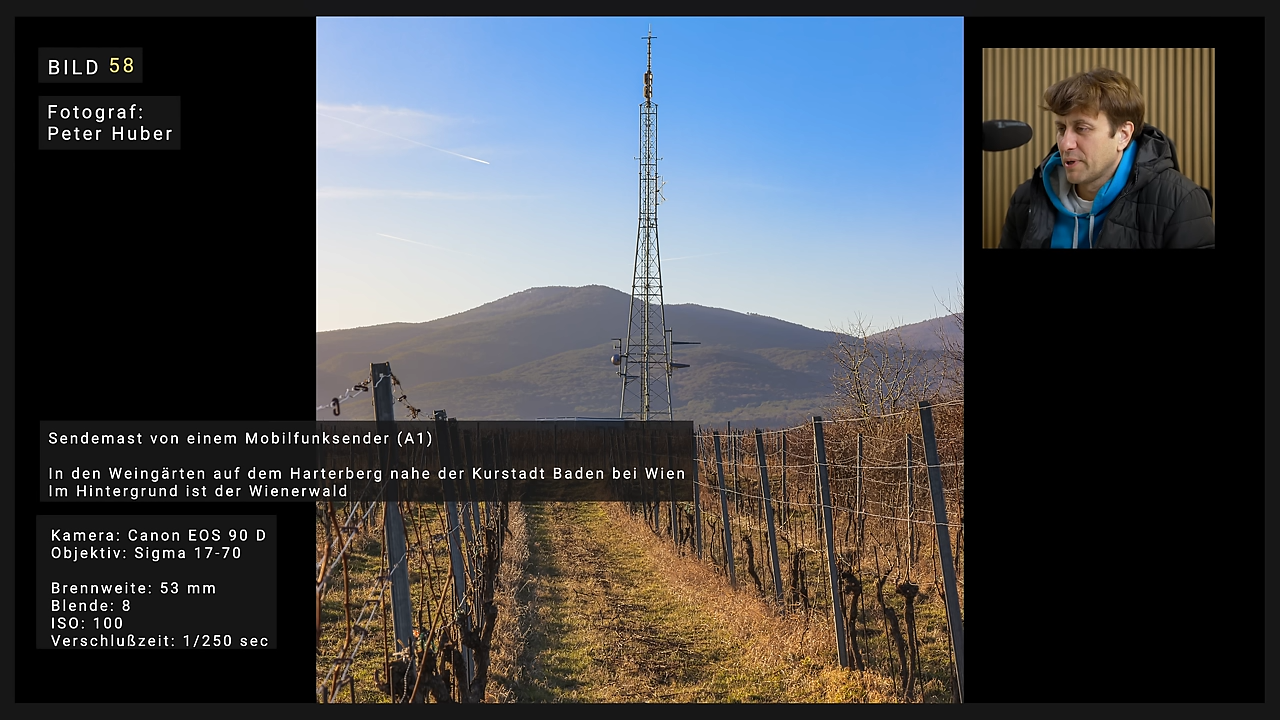 BILD 58
Fotograf:
Peter Huber
Sendemast von einem Mobilfunksender (A1)
In den Weingärten auf dem Harterberg nahe der Kurstadt Baden bei Wien
Im Hintergrund ist der Wienerwald
Kamera: Canon EOS 90 D
Objektiv: Sigma 17-70
Brennweite: 53 mm
Blende: 8
ISO: 100
Verschlußzeit: 1/250 sec